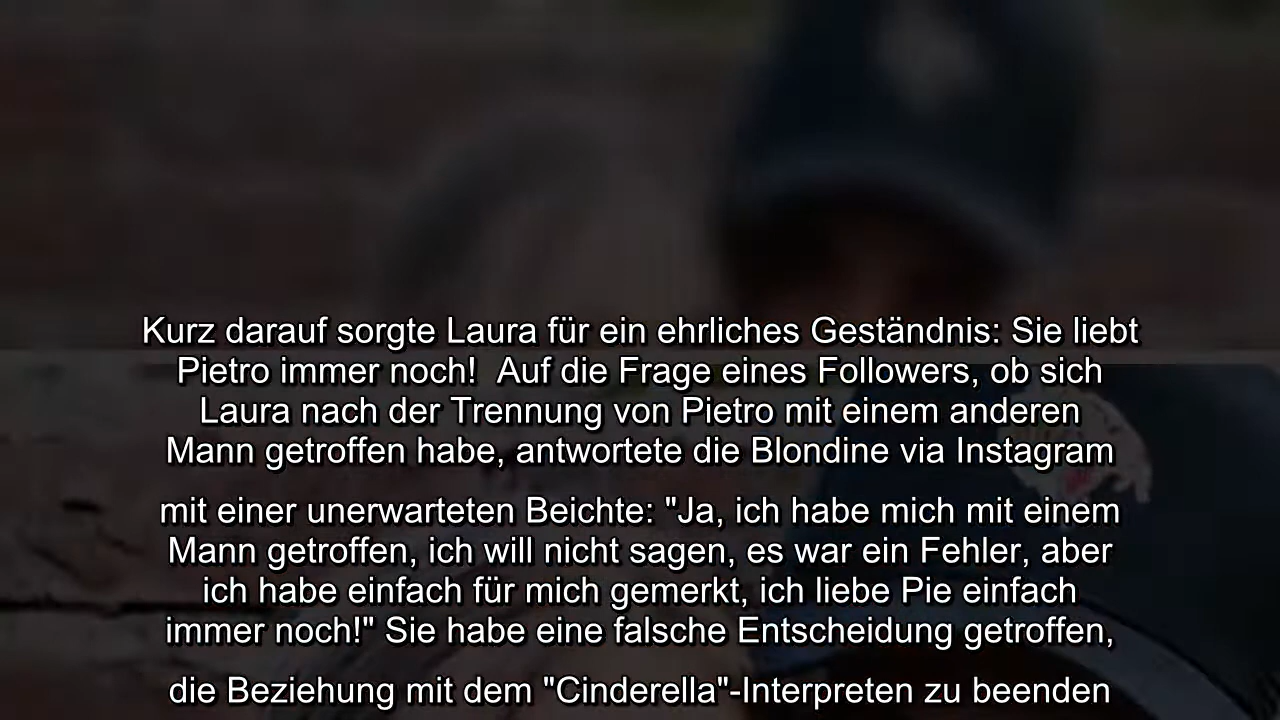 Kurz darauf sorgte Laura für ein ehrliches Geständnis: Sie liebt
Pietro immer noch!  Auf die Frage eines Followers, ob sich
Laura nach der Trennung von Pietro mit einem anderen
Mann getroffen habe, antwortete die Blondine via Instagram
mit einer unerwarteten Beichte: "Ja, ich habe mich mit einem
Mann getroffen, ich will nicht sagen, es war ein Fehler, aber
ich habe einfach für mich gemerkt, ich liebe Pie einfach
immer noch!" Sie habe eine falsche Entscheidung getroffen,
die Beziehung mit dem "Cinderella"-Interpreten zu beenden